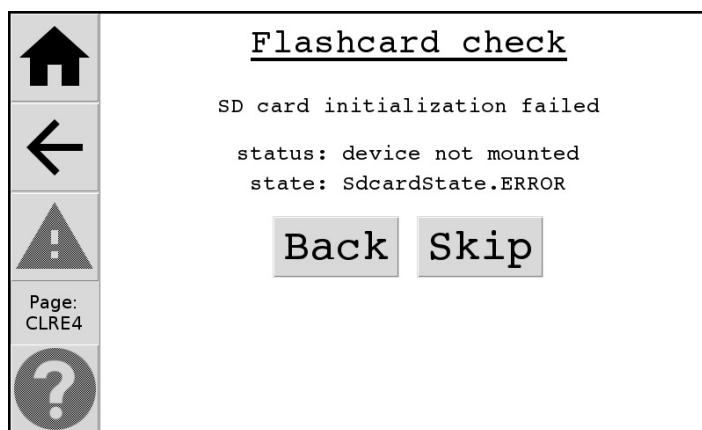 Flashcard check
SD card initialization failed
status: device not mounted
state: SdcardState.ERROR
Back Skip
Page:
CLRE4